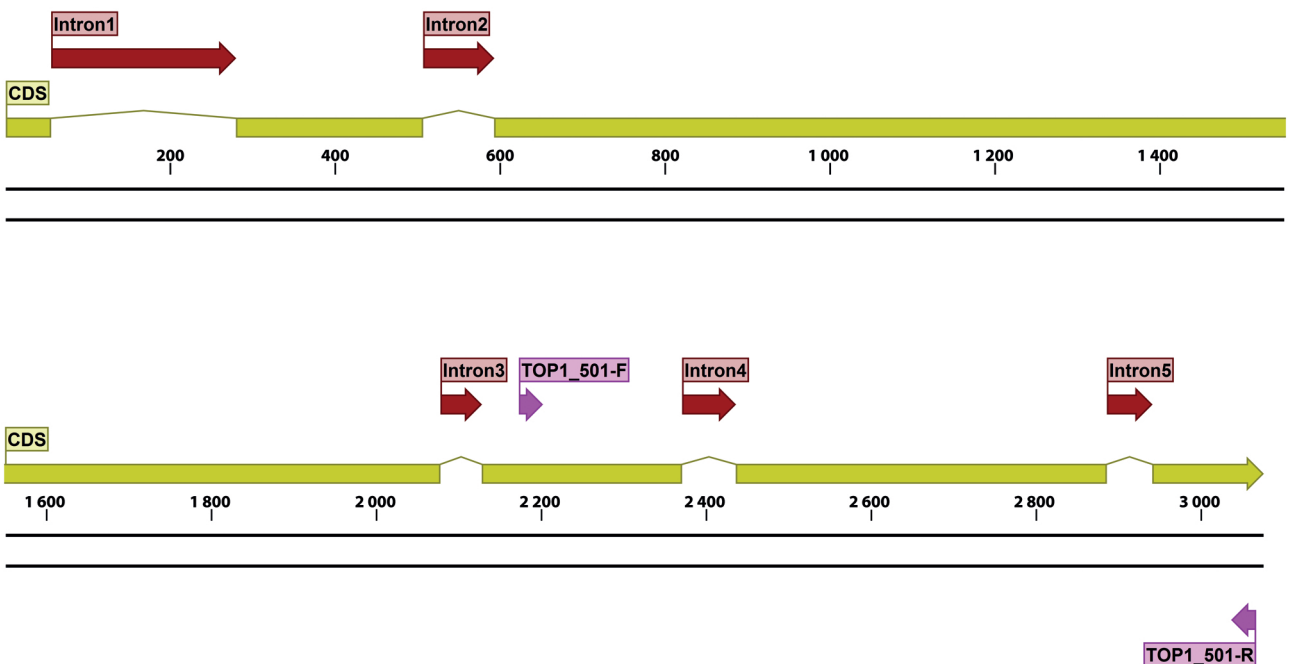 Intron1 Intron2
CDS
200 400 600 800 1 000 1 200 1 400
Intron3 TOP1_501-F Intron4 Intron5
CDS
1 600 1 800 2 000 2 200 2 400 2 600 2 800 3 000
TOP1_501-R